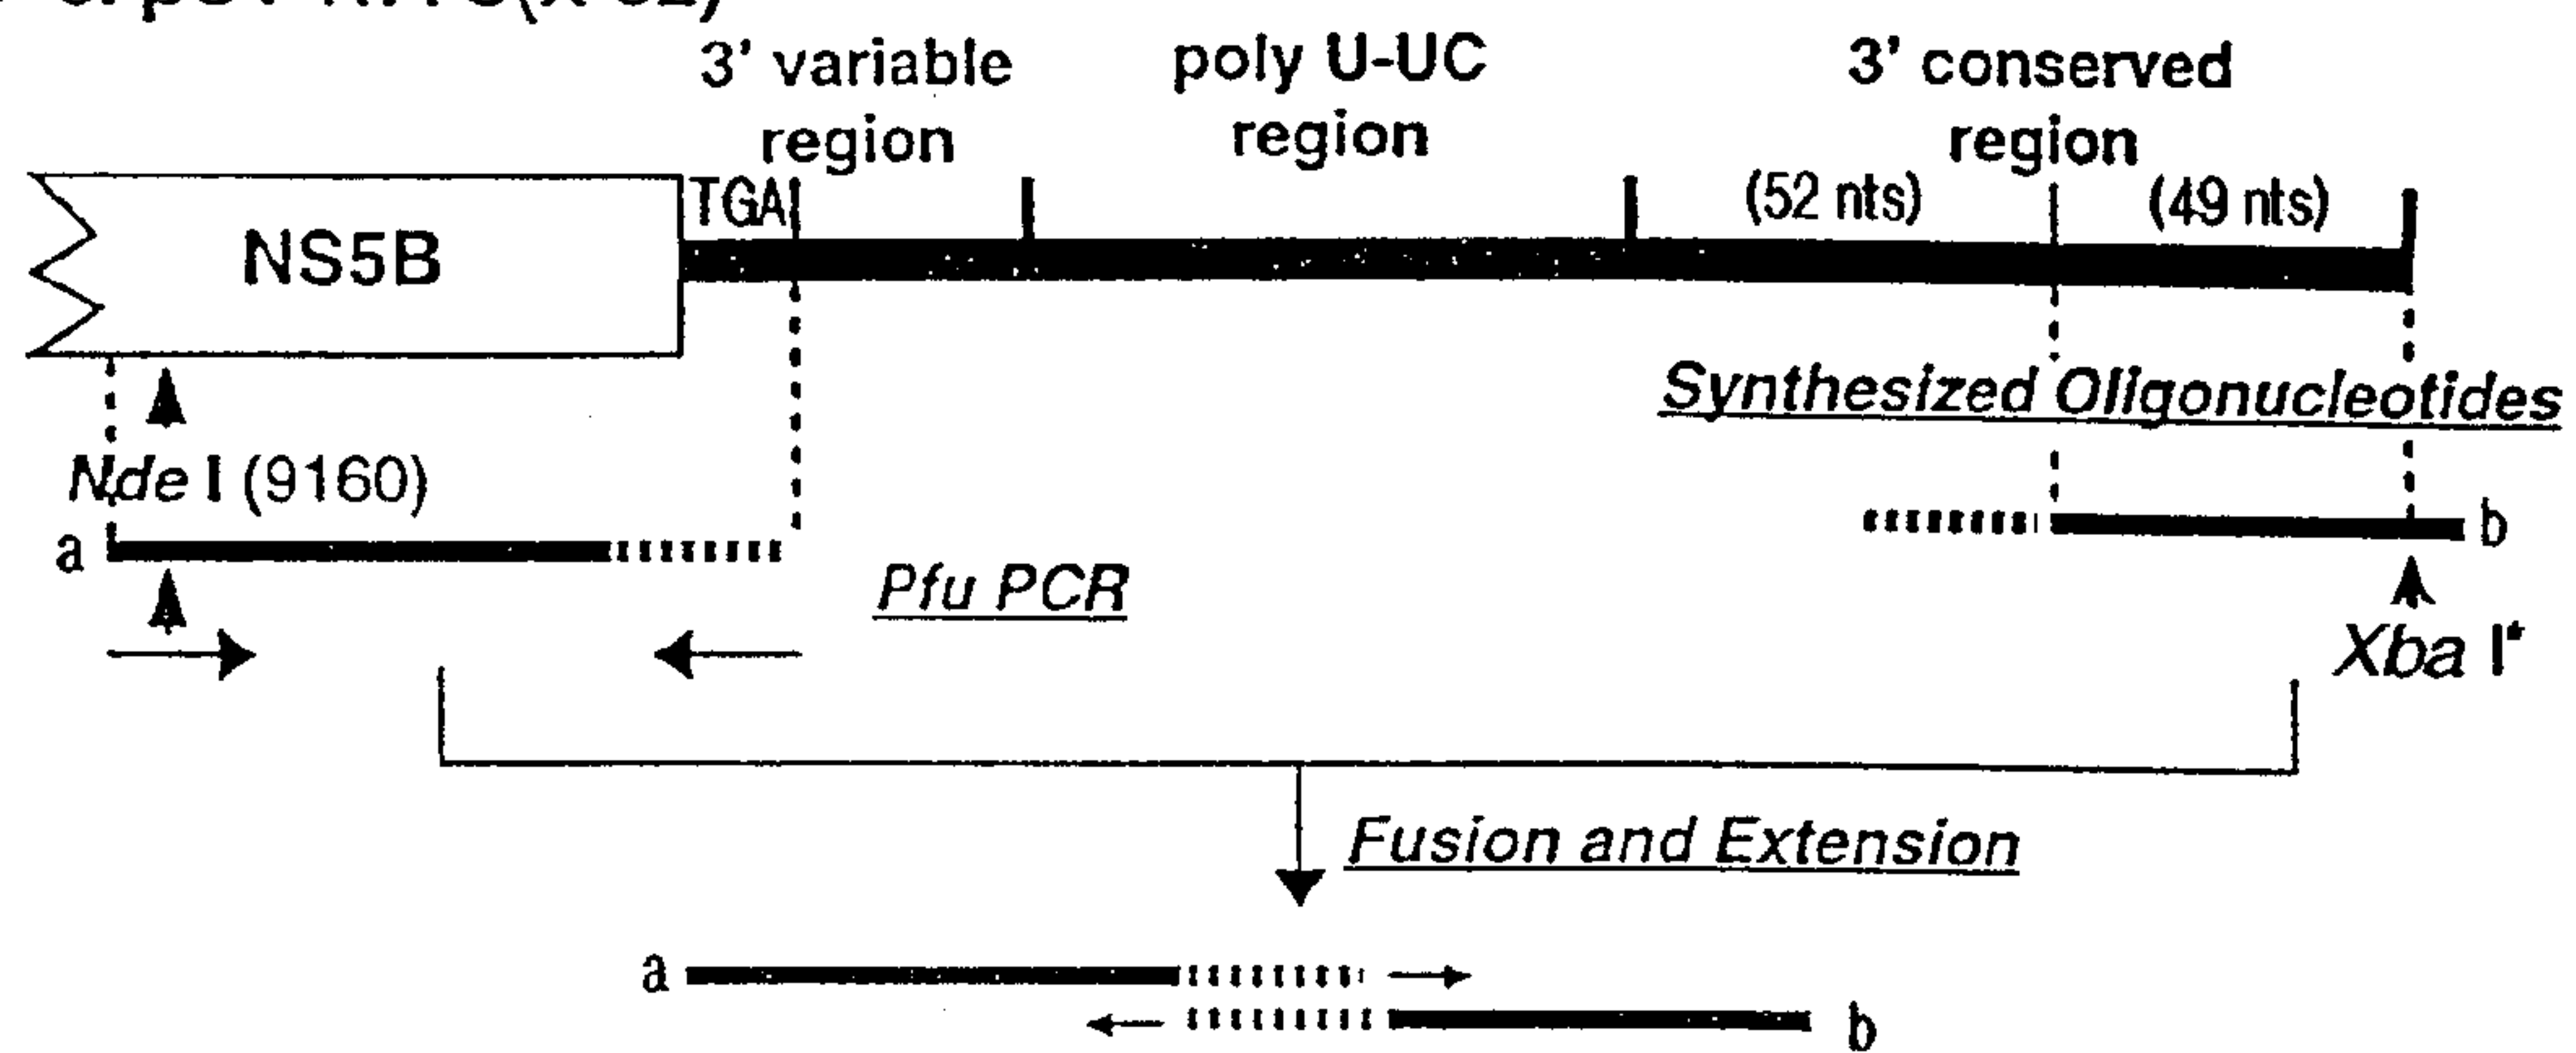 3' variable
region
poly U-UC
region
3' conserved
region
TGA
(52 nts)
(49 nts)
NS5B
Synthesized Oligonucleotides
Nde I (9160)
a
b
Pfu PCR
Xba I*
Fusion and Extension
a
b